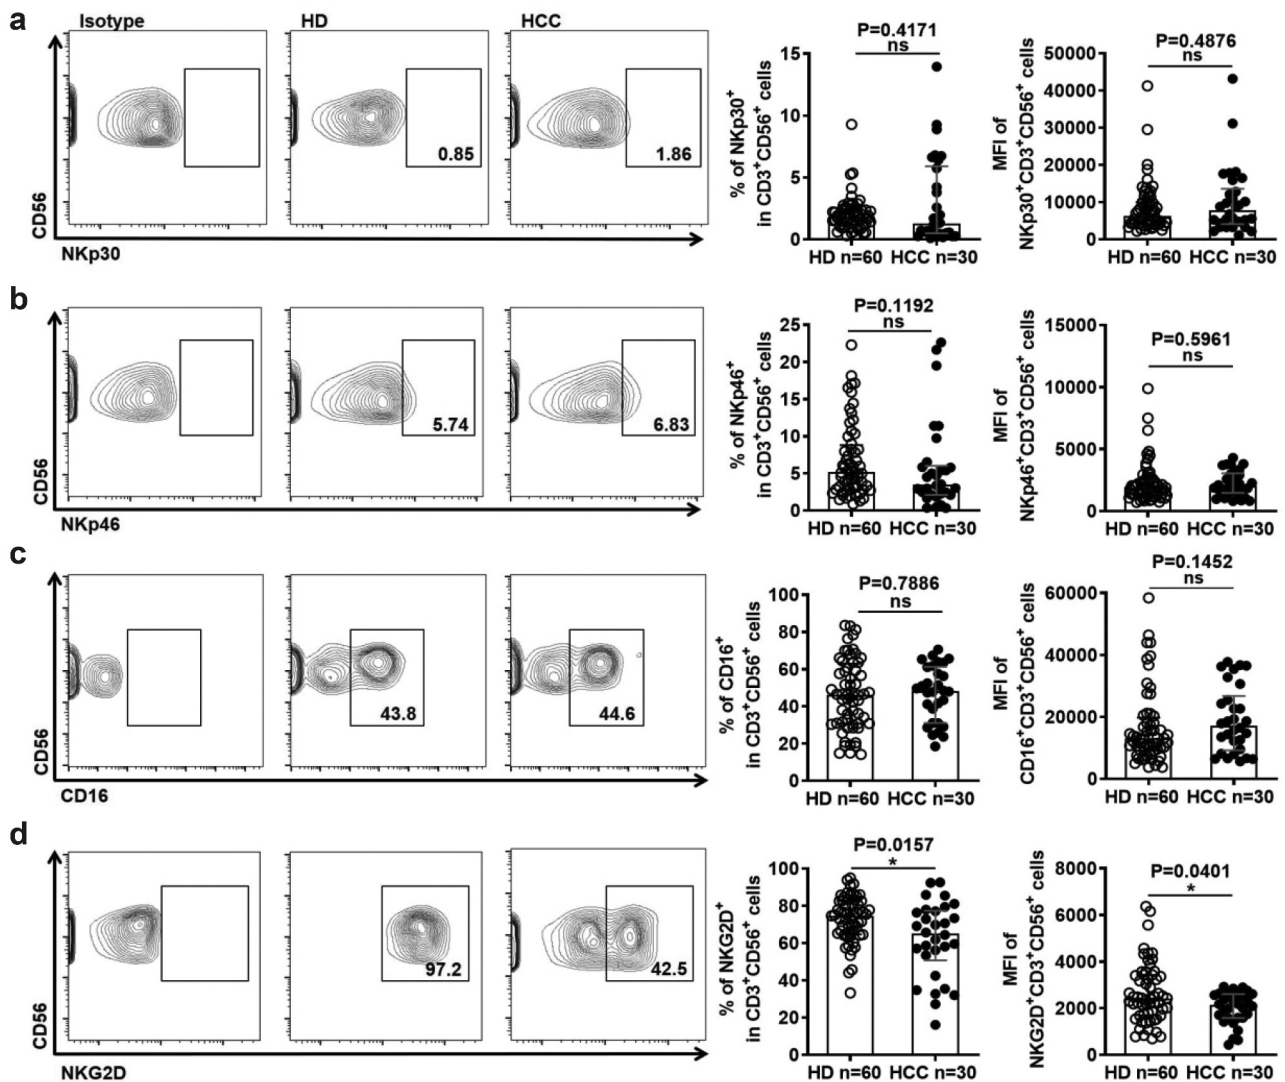 a
Isotype HD HCC
CD56
0.85 1.86
NKp30
P=0.4171
ns
% of NKp30+
in CD3+CD56+ cells
15
10
5
0
HD n=60 HCC n=30
P=0.4876
ns
MFI of
NKp30+CD3+CD56+ cells
50000
40000
30000
20000
10000
0
HD n=60 HCC n=30
b
CD56
5.74 6.83
NKp46
P=0.1192
ns
% of NKp46+
in CD3+CD56+ cells
25
20
15
10
5
0
HD n=60 HCC n=30
P=0.5961
ns
MFI of
NKp46+CD3+CD56+ cells
15000
10000
5000
0
HD n=60 HCC n=30
c
CD56
43.8 44.6
CD16
P=0.7886
ns
% of CD16+
in CD3+CD56+ cells
100
80
60
40
20
0
HD n=60 HCC n=30
P=0.1452
ns
MFI of
CD16+CD3+CD56+ cells
60000
40000
20000
0
HD n=60 HCC n=30
d
CD56
97.2 42.5
NKG2D
P=0.0157
*
% of NKG2D+
in CD3+CD56+ cells
100
80
60
40
20
0
HD n=60 HCC n=30
P=0.0401
*
MFI of
NKG2D+CD3+CD56+ cells
8000
6000
4000
2000
0
HD n=60 HCC n=30